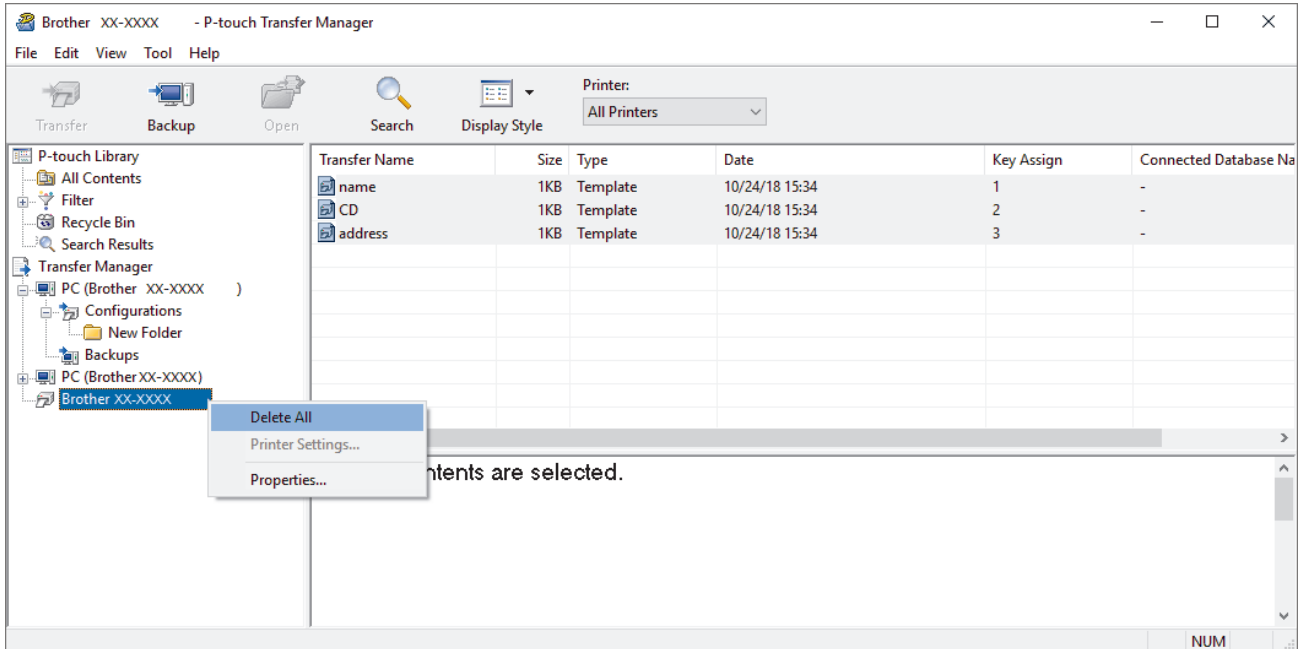 Brother XX-XXXX - P-touch Transfer Manager
File Edit View Tool Help
Transfer Backup Open Search Display Style
Printer:
All Printers
P-touch Library
All Contents
Filter
Recycle Bin
Search Results
Transfer Manager
PC (Brother XX-XXXX )
Configurations
New Folder
Backups
PC (Brother XX-XXXX)
Brother XX-XXXX
Delete All
Printer Settings...
Properties...
Transfer Name Size Type Date Key Assign Connected Database Na
name 1KB Template 10/24/18 15:34 1 -
CD 1KB Template 10/24/18 15:34 2 -
address 1KB Template 10/24/18 15:34 3 -
are selected.
NUM